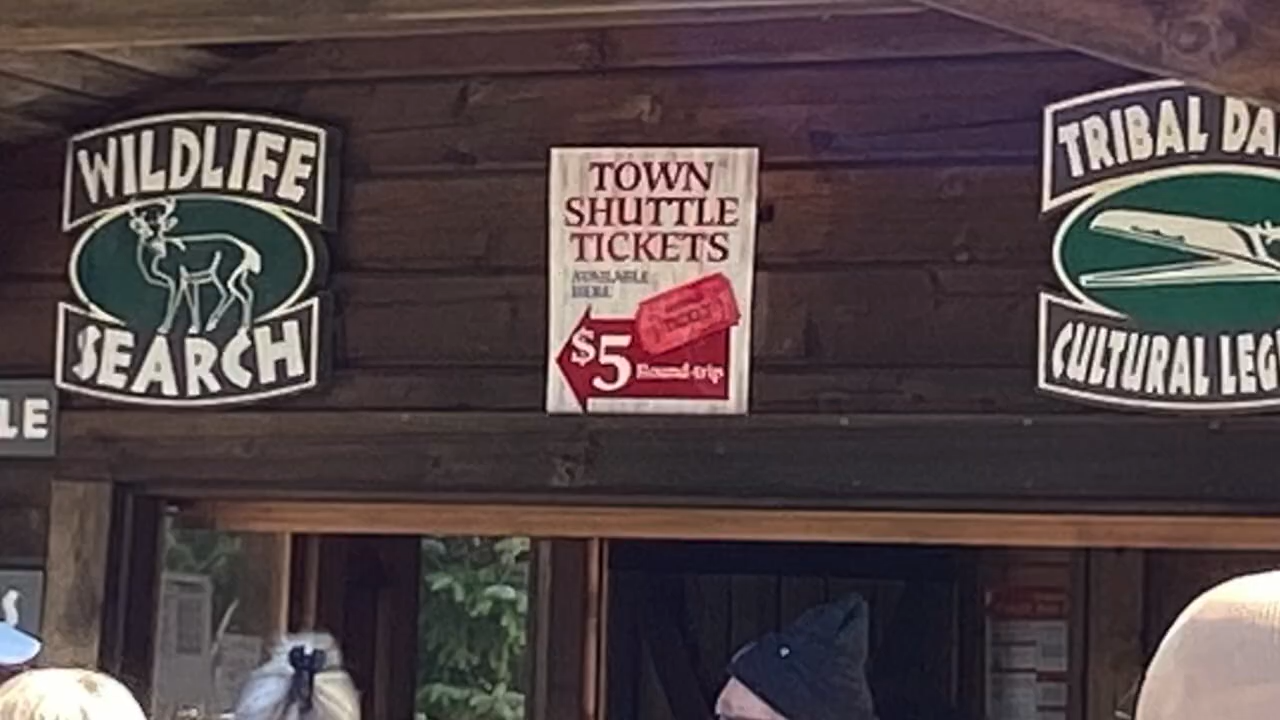 WILDLIFE
SEARCH
LE
TOWN
SHUTTLE
TICKETS
AVAILABLE
HERE
$5 Round-trip
TRIBAL DA
CULTURAL LEG